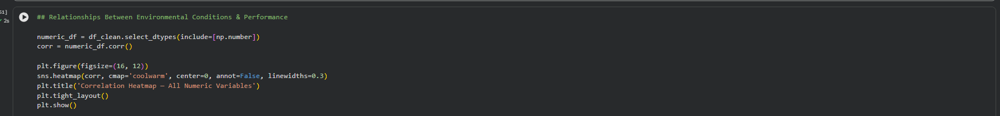 51]
2s
## Relationships Between Environmental Conditions & Performance
numeric_df = df_clean.select_dtypes(include=[np.number])
corr = numeric_df.corr()
plt.figure(figsize=(16, 12))
sns.heatmap(corr, cmap='coolwarm', center=0, annot=False, linewidths=0.3)
plt.title('Correlation Heatmap – All Numeric Variables')
plt.tight_layout()
plt.show()